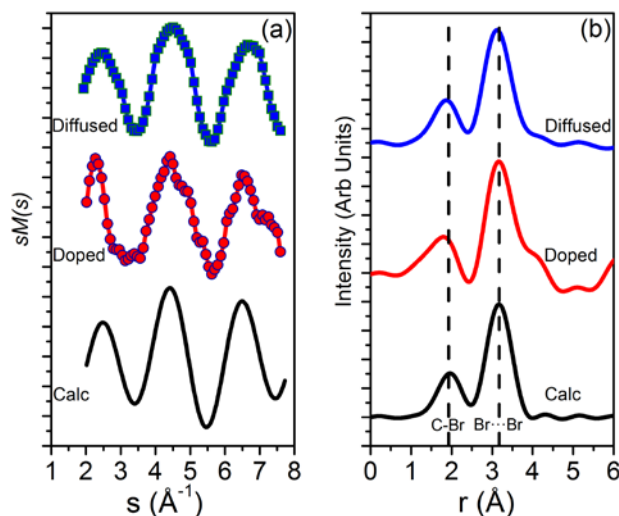 (a)
Diffused
Doped
Calc
sM(s)
1 2 3 4 5 6 7 8
s (Å⁻¹)
(b)
Diffused
Doped
Calc
C-Br Br···Br
Intensity (Arb Units)
0 1 2 3 4 5 6
r (Å)